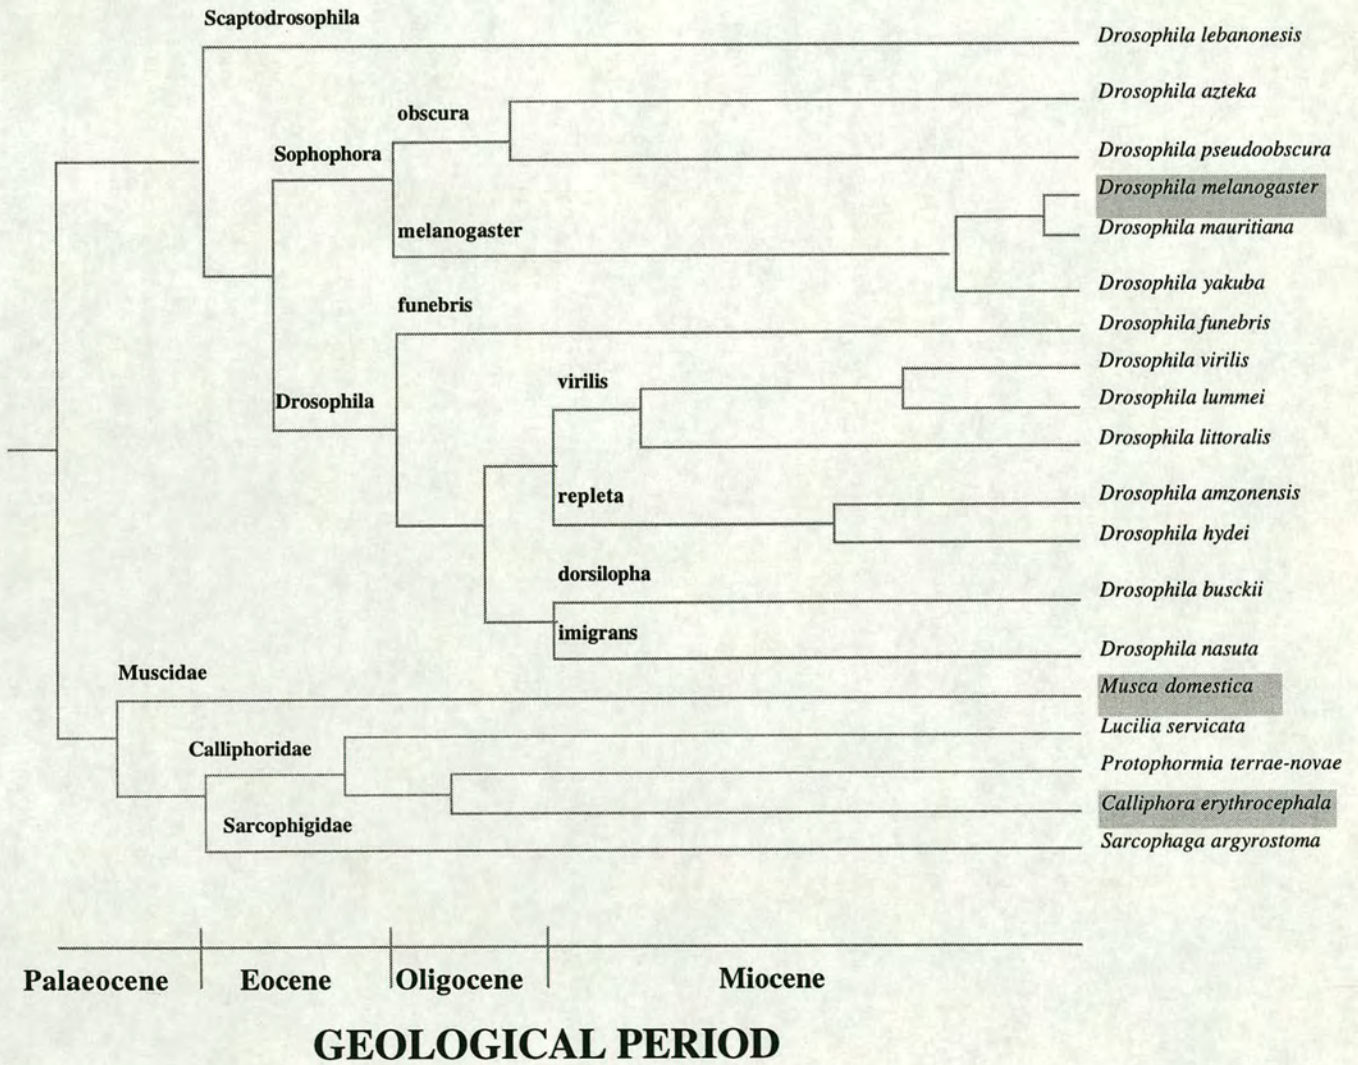 Scaptodrosophila
Drosophila lebanonesis
Drosophila azteka
obscura
Sophophora
Drosophila pseudoobscura
Drosophila melanogaster
melanogaster
Drosophila mauritiana
Drosophila yakuba
funebris
Drosophila funebris
Drosophila virilis
virilis
Drosophila
Drosophila lummei
Drosophila littoralis
repleta
Drosophila amzonensis
Drosophila hydei
dorsilopha
Drosophila busckii
imigrans
Drosophila nasuta
Muscidae
Musca domestica
Lucilia servicata
Calliphoridae
Protophormia terrae-novae
Calliphora erythrocephala
Sarcophigidae
Sarcophaga argyrostoma
Palaeocene Eocene Oligocene Miocene
GEOLOGICAL PERIOD